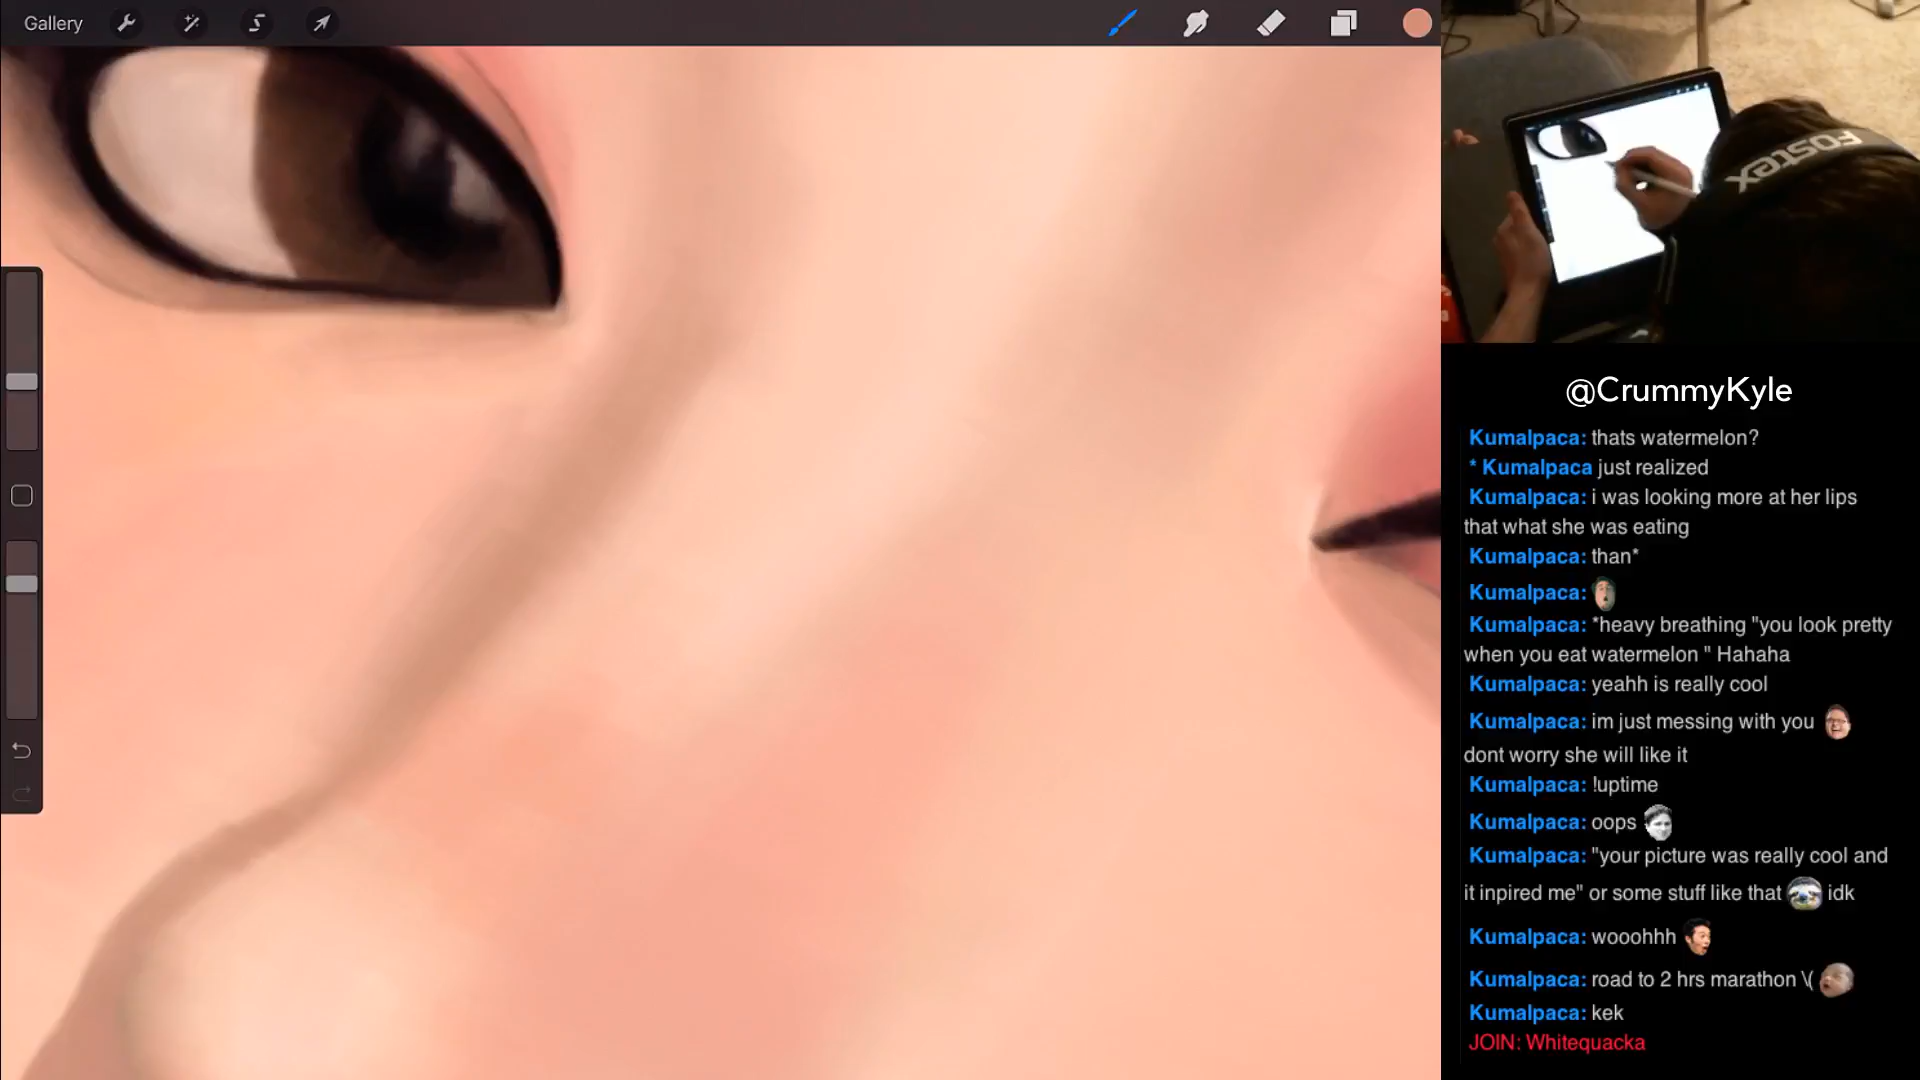 Gallery
FOSTEX
@CrummyKyle
Kumalpaca: thats watermelon?
* Kumalpaca just realized
Kumalpaca: i was looking more at her lips
that what she was eating
Kumalpaca: than*
Kumalpaca:
Kumalpaca: *heavy breathing "you look pretty
when you eat watermelon " Hahaha
Kumalpaca: yeahh is really cool
Kumalpaca: im just messing with you
dont worry she will like it
Kumalpaca: !uptime
Kumalpaca: oops
Kumalpaca: "your picture was really cool and
it inpired me" or some stuff like that idk
Kumalpaca: wooohhh
Kumalpaca: road to 2 hrs marathon \(
Kumalpaca: kek
JOIN: Whitequacka